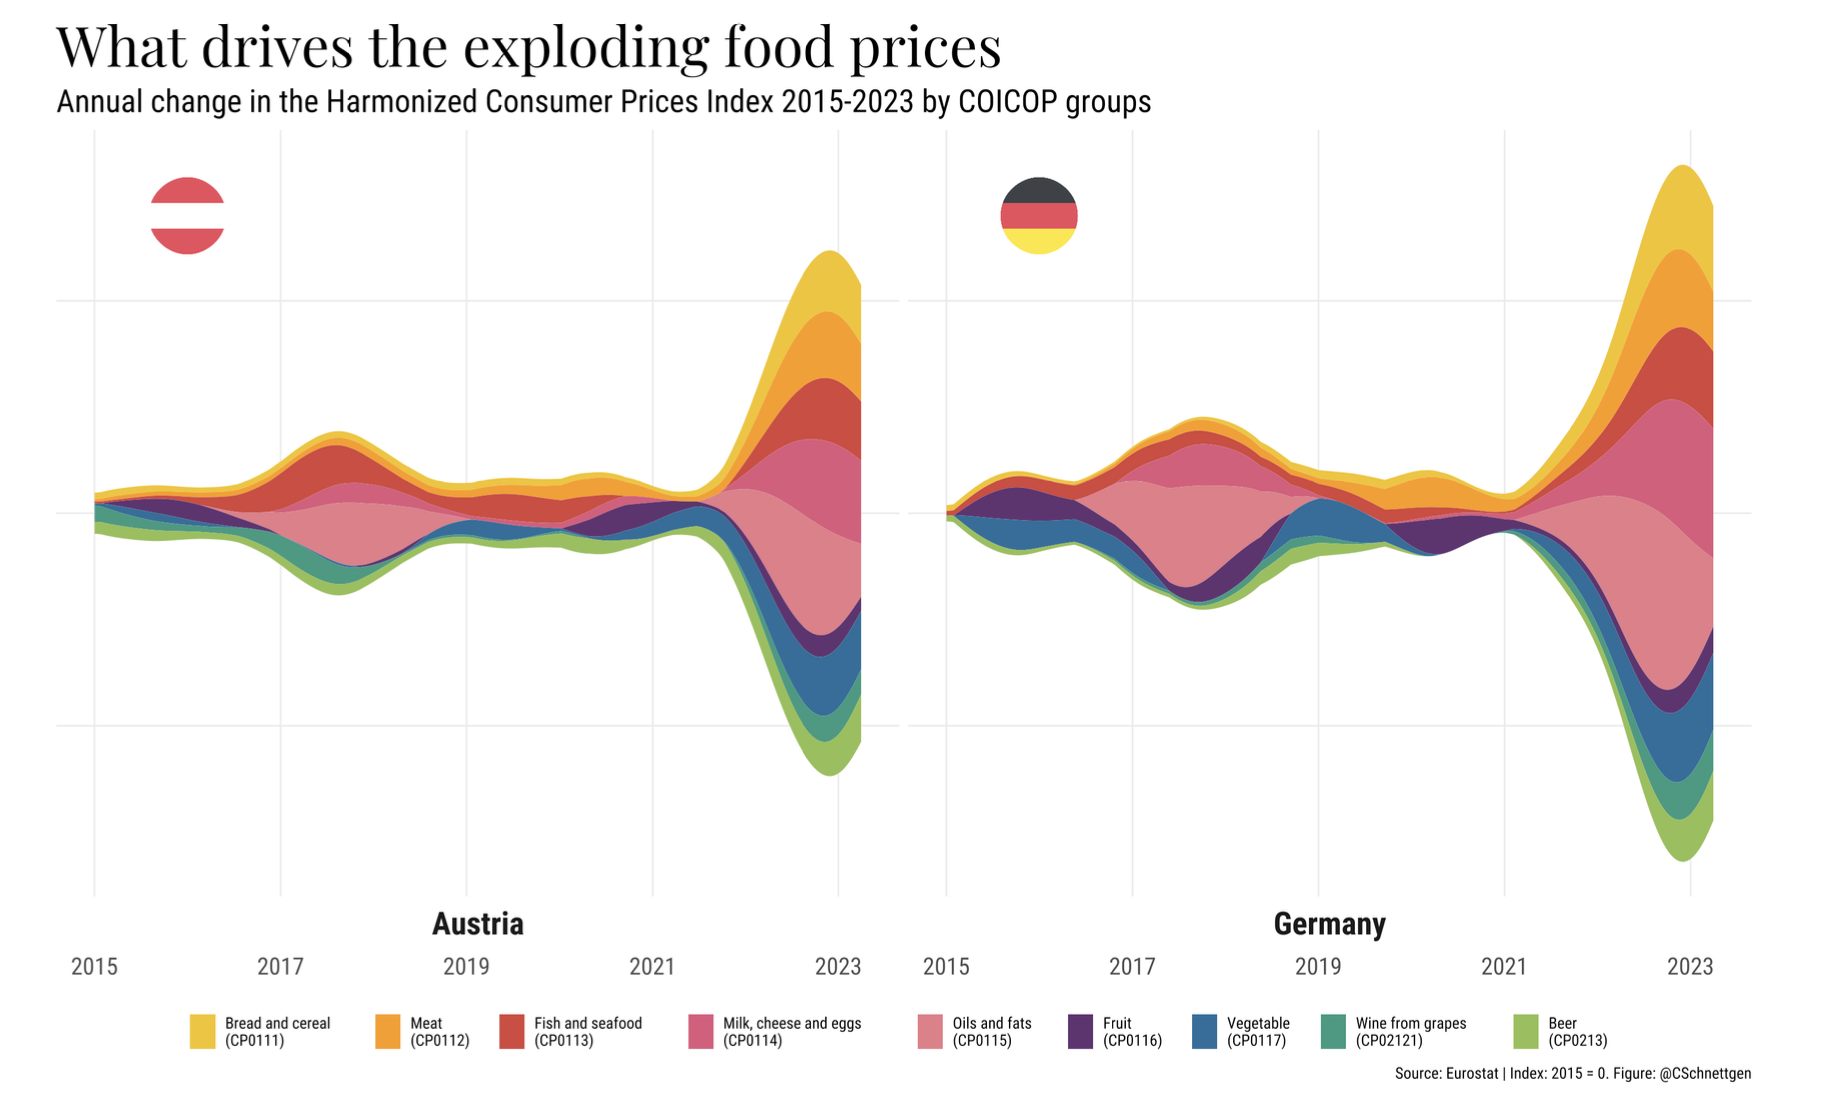 What drives the exploding food prices
Annual change in the Harmonized Consumer Prices Index 2015-2023 by COICOP groups
Austria
Germany
2015 2017 2019 2021 2023
2015 2017 2019 2021 2023
Bread and cereal
(CP0111)
Meat
(CP0112)
Fish and seafood
(CP0113)
Milk, cheese and eggs
(CP0114)
Oils and fats
(CP0115)
Fruit
(CP0116)
Vegetable
(CP0117)
Wine from grapes
(CP02121)
Beer
(CP0213)
Source: Eurostat | Index: 2015 = 0. Figure: @CSchnettgen